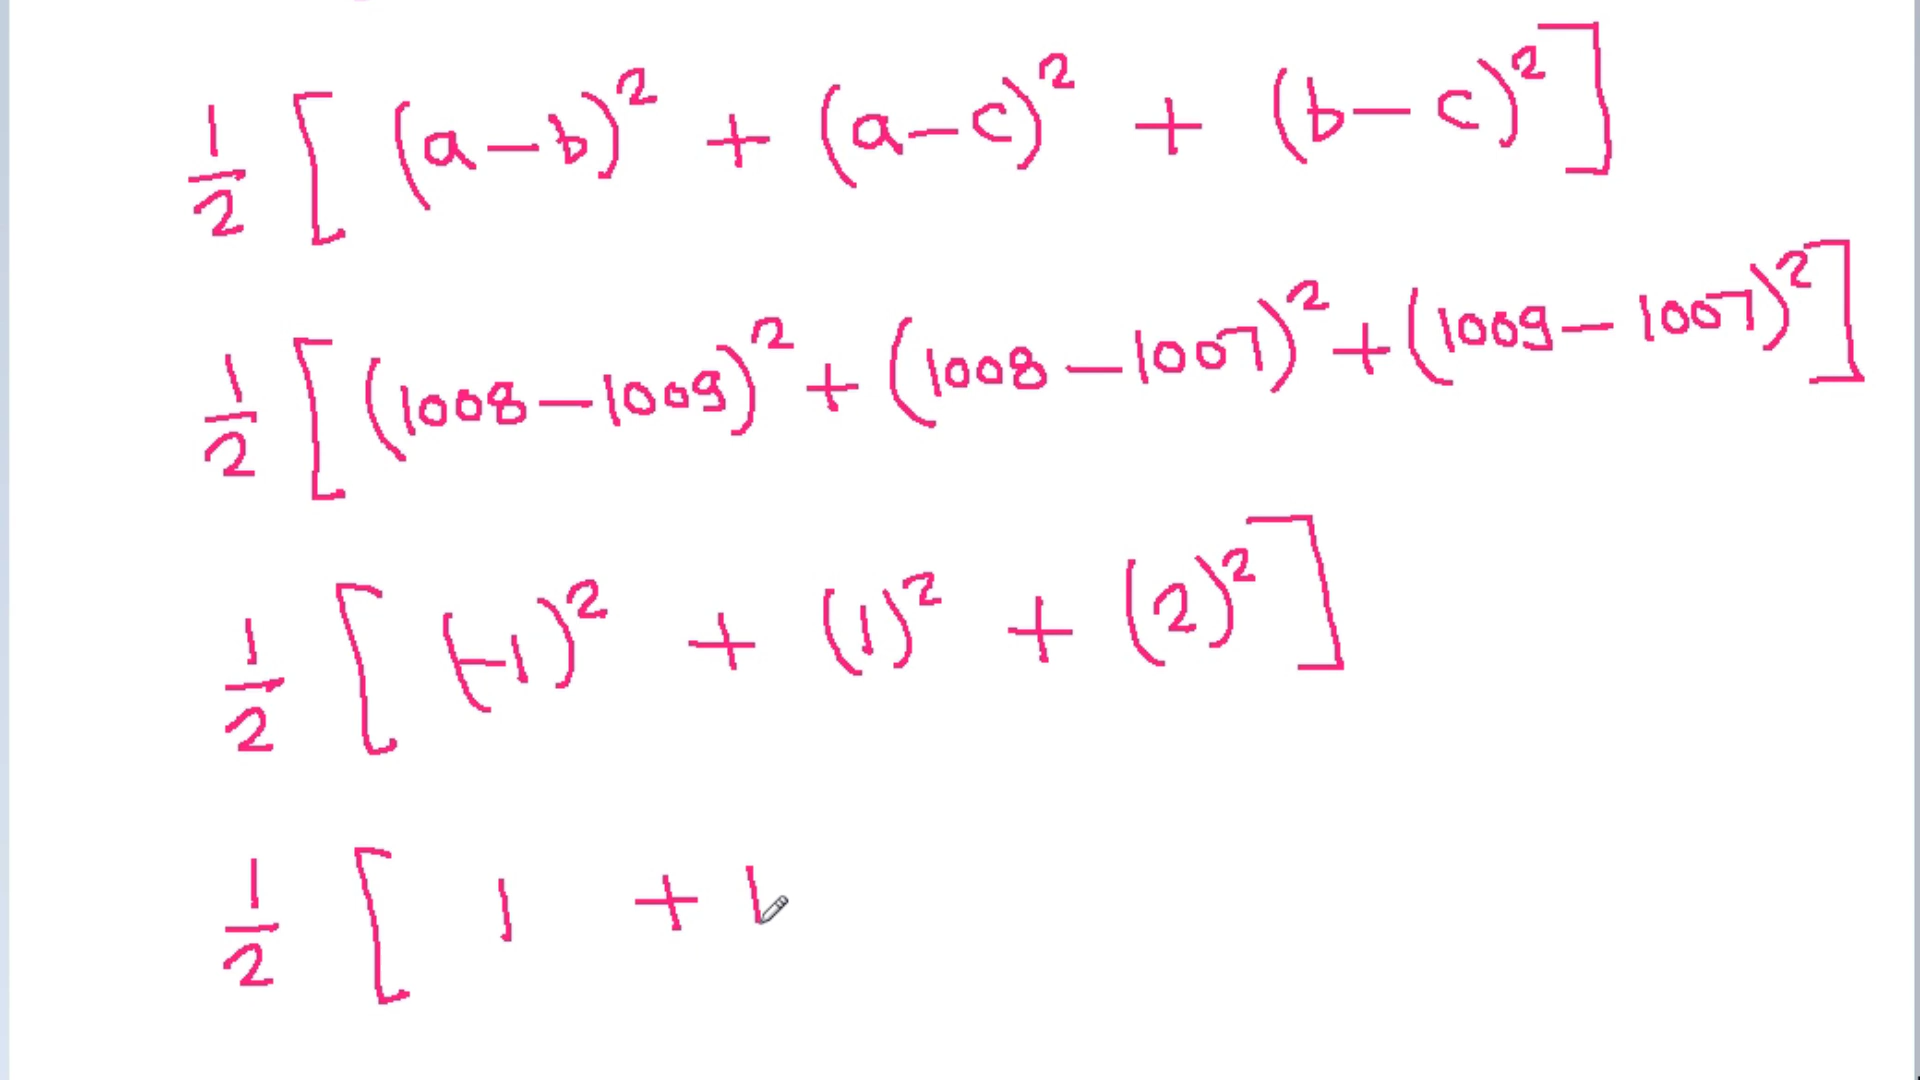 1/2 [ (a-b)² + (a-c)² + (b-c)² ]
1/2 [ (1008-1009)² + (1008-1007)² + (1009-1007)² ]
1/2 [ (-1)² + (1)² + (2)² ]
1/2 [ 1 + 1